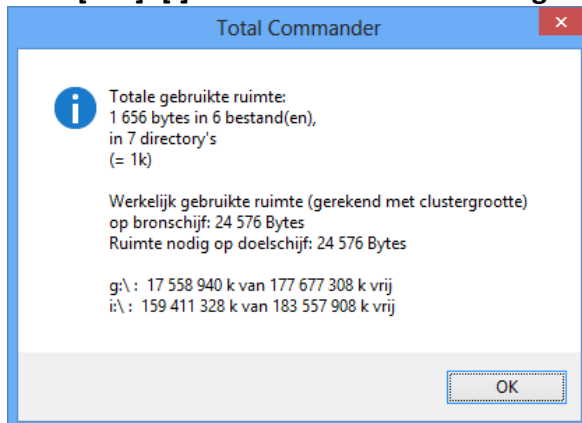 Total Commander
Totale gebruikte ruimte:
1 656 bytes in 6 bestand(en),
in 7 directory's
(= 1k)
Werkelijk gebruikte ruimte (gerekend met clustergrootte)
op bronschijf: 24 576 Bytes
Ruimte nodig op doelschijf: 24 576 Bytes
g:\ : 17 558 940 k van 177 677 308 k vrij
i:\ : 159 411 328 k van 183 557 908 k vrij
OK